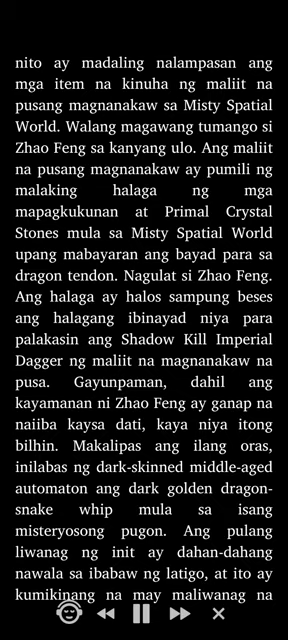 nito ay madaling nalampasan ang
mga item na kinuha ng maliit na
pusang magnanakaw sa Misty Spatial
World. Walang magawang tumango si
Zhao Feng sa kanyang ulo. Ang maliit
na pusang magnanakaw ay pumili ng
malaking halaga ng mga
mapagkukunan at Primal Crystal
Stones mula sa Misty Spatial World
upang mabayaran ang bayad para sa
dragon tendon. Nagulat si Zhao Feng.
Ang halaga ay halos sampung beses
ang halagang ibinayad niya para
palakasin ang Shadow Kill Imperial
Dagger ng maliit na magnanakaw na
pusa. Gayunpaman, dahil ang
kayamanan ni Zhao Feng ay ganap na
naiiba kaysa dati, kaya niya itong
bilhin. Makalipas ang ilang oras,
inilabas ng dark-skinned middle-aged
automaton ang dark golden dragon-
snake whip mula sa isang
misteryosong pugon. Ang pulang
liwanag ng init ay dahan-dahang
nawala sa ibabaw ng latigo, at ito ay
kumikinang na may maliwanag na